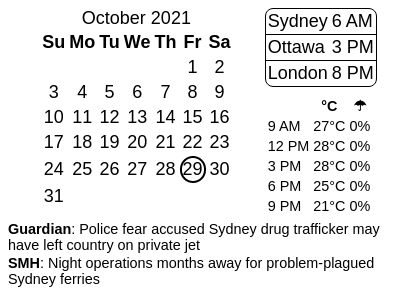 October 2021
Su Mo Tu We Th Fr Sa
1 2
3 4 5 6 7 8 9
10 11 12 13 14 15 16
17 18 19 20 21 22 23
24 25 26 27 28 29 30
31
Sydney 6 AM
Ottawa 3 PM
London 8 PM
°C ☂
9 AM 27°C 0%
12 PM 28°C 0%
3 PM 28°C 0%
6 PM 25°C 0%
9 PM 21°C 0%
Guardian: Police fear accused Sydney drug trafficker may
have left country on private jet
SMH: Night operations months away for problem-plagued
Sydney ferries